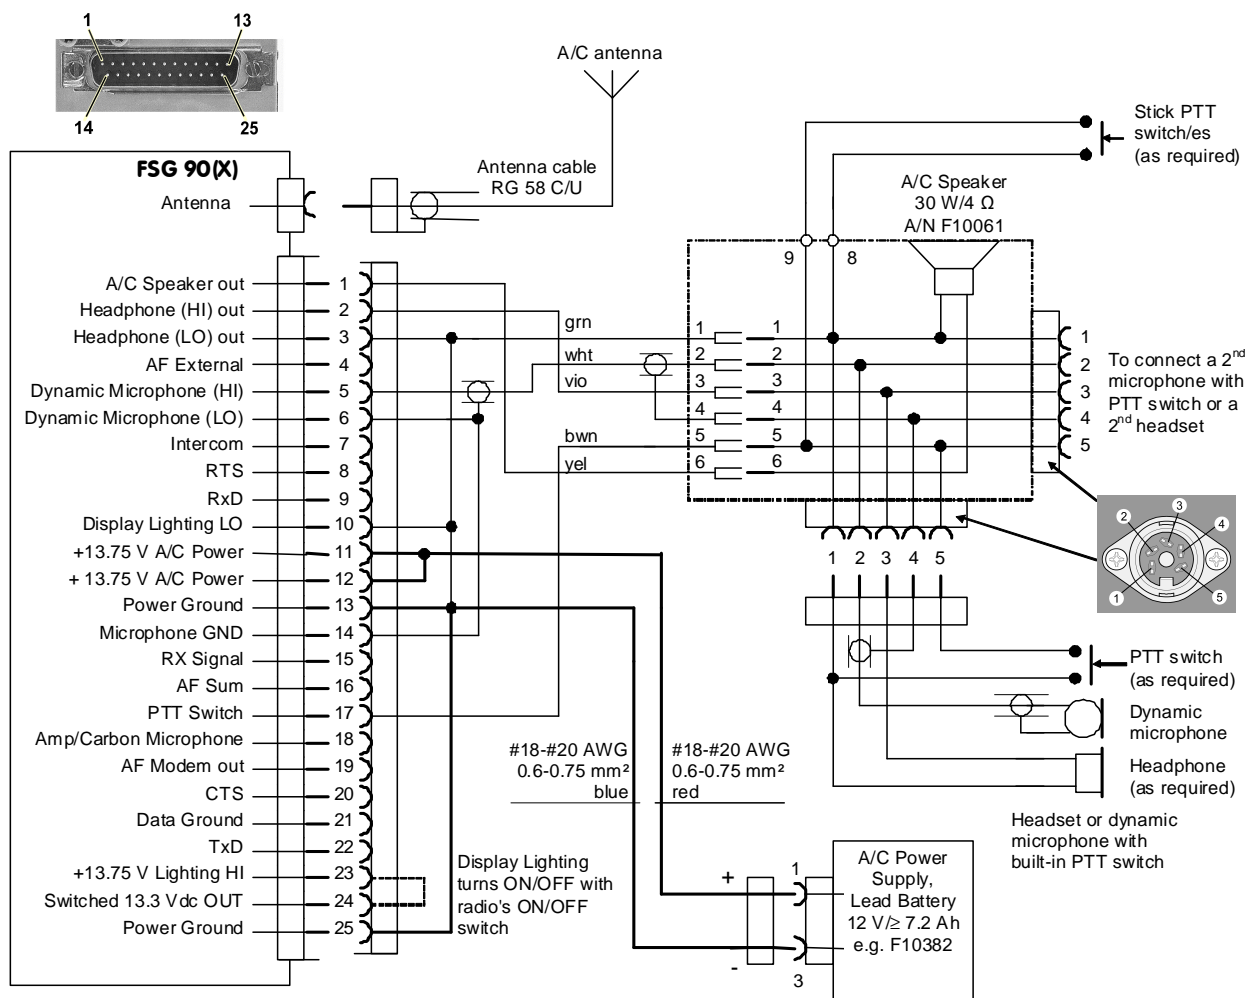 1
13
14
25
A/C antenna
Antenna cable
RG 58 C/U
Stick PTT
switch/es
(as required)
FSG 90(X)
Antenna
A/C Speaker
30 W/4 Ω
A/N F10061
9
8
A/C Speaker out 1
Headphone (HI) out 2
Headphone (LO) out 3
AF External 4
Dynamic Microphone (HI) 5
Dynamic Microphone (LO) 6
Intercom 7
RTS 8
RxD 9
Display Lighting LO 10
+13.75 V A/C Power 11
+ 13.75 V A/C Power 12
Power Ground 13
Microphone GND 14
RX Signal 15
AF Sum 16
PTT Switch 17
Amp/Carbon Microphone 18
AF Modem out 19
CTS 20
Data Ground 21
TxD 22
+13.75 V Lighting HI 23
Switched 13.3 Vdc OUT 24
Power Ground 25
grn 1 1 1
wht 2 2 2
vio 3 3 3
4 4 4
bwn 5 5 5
yel 6 6
To connect a 2nd
microphone with
PTT switch or a
2nd headset
1 2 3 4 5
1
2
3
4
5
PTT switch
(as required)
Dynamic
microphone
Headphone
(as required)
Headset or dynamic
microphone with
built-in PTT switch
#18-#20 AWG
0.6-0.75 mm²
blue
#18-#20 AWG
0.6-0.75 mm²
red
Display Lighting
turns ON/OFF with
radio's ON/OFF
switch
+
-
1
3
A/C Power
Supply,
Lead Battery
12 V/≥ 7.2 Ah
e.g. F10382